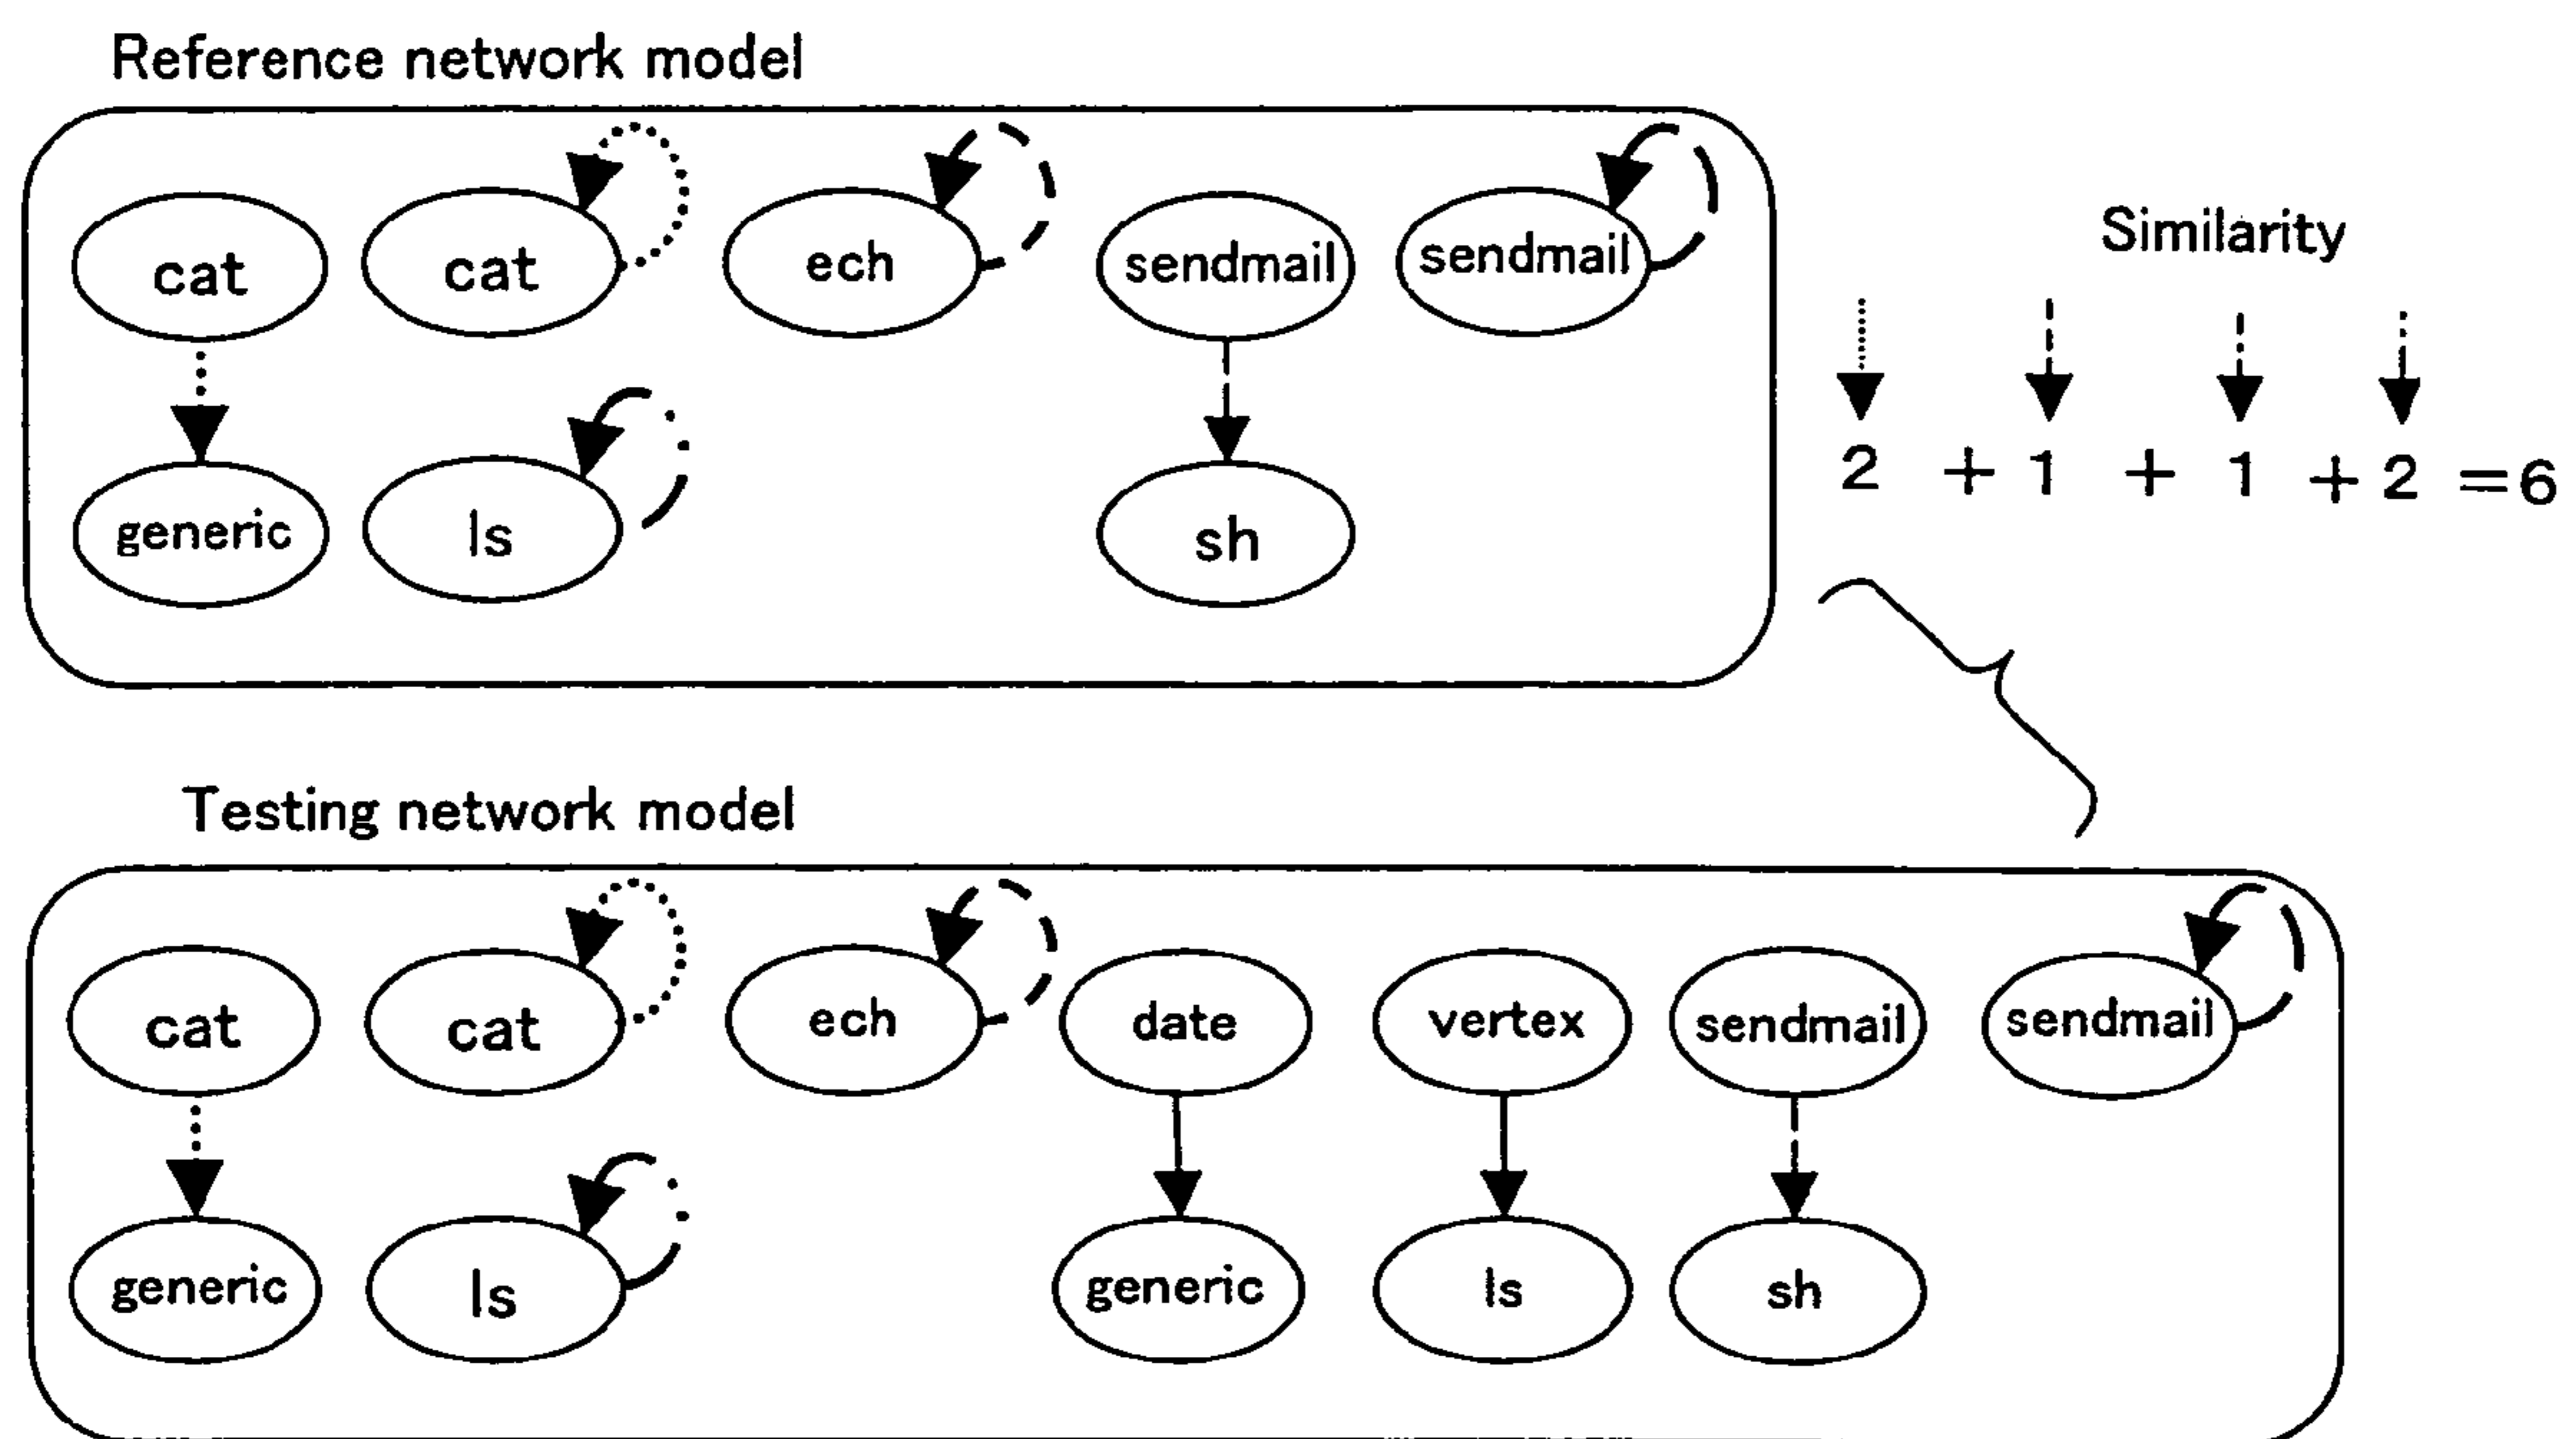 Reference network model
cat cat ech sendmail sendmail
generic ls sh
Similarity
2 + 1 + 1 + 2 = 6
Testing network model
cat cat ech date vertex sendmail sendmail
generic ls generic ls sh